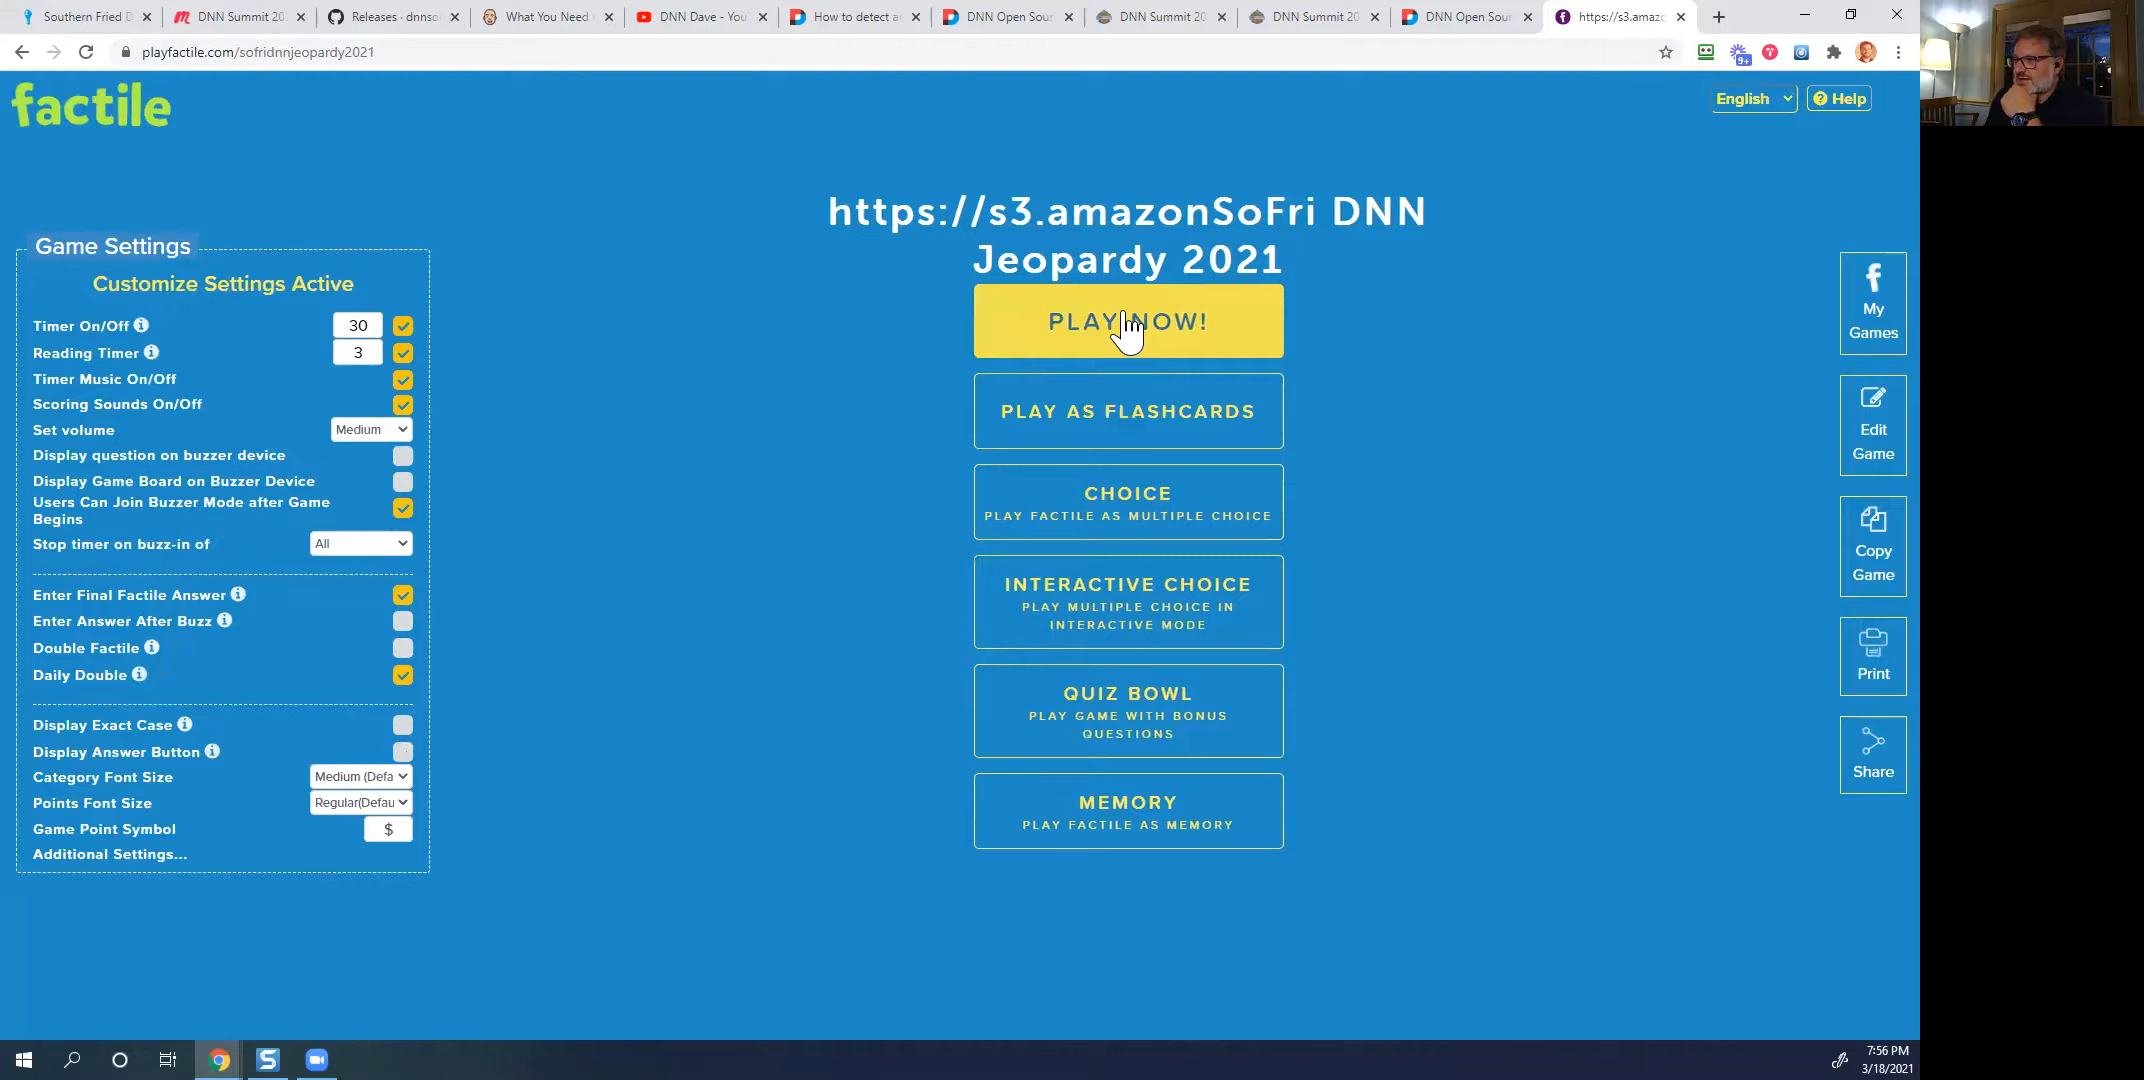 Southern Fried D
DNN Summit 20
Releases · dnnso
What You Need
DNN Dave - You
How to detect a
DNN Open Sour
DNN Summit 20
DNN Summit 20
DNN Open Sour
https://s3.amazo
playfactile.com/sofridnnjeopardy2021
9+
factile
English
Help
https://s3.amazonSoFri DNN
Jeopardy 2021
Game Settings
Customize Settings Active
Timer On/Off 30
Reading Timer 3
Timer Music On/Off
Scoring Sounds On/Off
Set volume Medium
Display question on buzzer device
Display Game Board on Buzzer Device
Users Can Join Buzzer Mode after Game
Begins
Stop timer on buzz-in of All
Enter Final Factile Answer
Enter Answer After Buzz
Double Factile
Daily Double
Display Exact Case
Display Answer Button
Category Font Size Medium (Defa
Points Font Size Regular(Defau
Game Point Symbol $
Additional Settings...
PLAY NOW!
PLAY AS FLASHCARDS
CHOICE
PLAY FACTILE AS MULTIPLE CHOICE
INTERACTIVE CHOICE
PLAY MULTIPLE CHOICE IN
INTERACTIVE MODE
QUIZ BOWL
PLAY GAME WITH BONUS
QUESTIONS
MEMORY
PLAY FACTILE AS MEMORY
My
Games
Edit
Game
Copy
Game
Print
Share
7:56 PM
3/18/2021